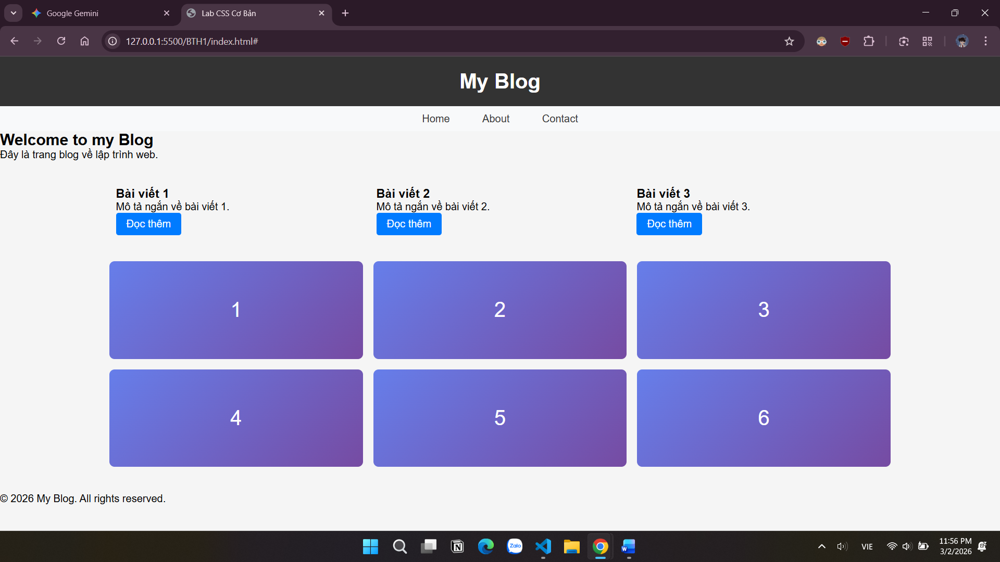 Google Gemini
Lab CSS Cơ Bản
127.0.0.1:5500/BTH1/index.html#
My Blog
Home About Contact
Welcome to my Blog
Đây là trang blog về lập trình web.
Bài viết 1
Mô tả ngắn về bài viết 1.
Đọc thêm
Bài viết 2
Mô tả ngắn về bài viết 2.
Đọc thêm
Bài viết 3
Mô tả ngắn về bài viết 3.
Đọc thêm
1
2
3
4
5
6
© 2026 My Blog. All rights reserved.
Zalo
VIE
11:56 PM
3/2/2026